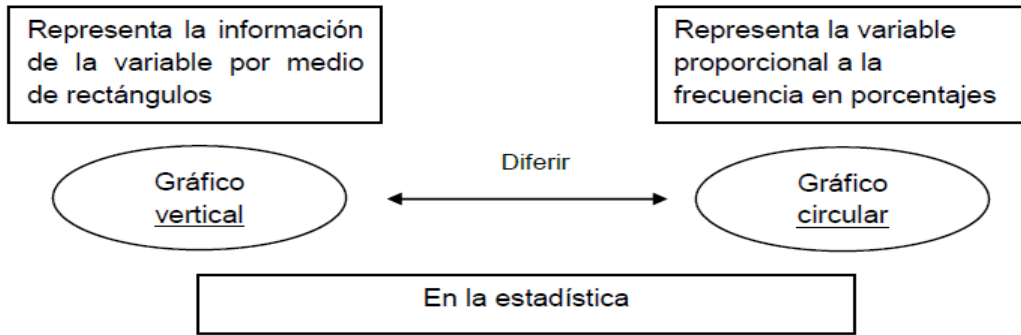 Representa la información
de la variable por medio
de rectángulos
Representa la variable
proporcional a la
frecuencia en porcentajes
Gráfico
vertical
Diferir
Gráfico
circular
En la estadística